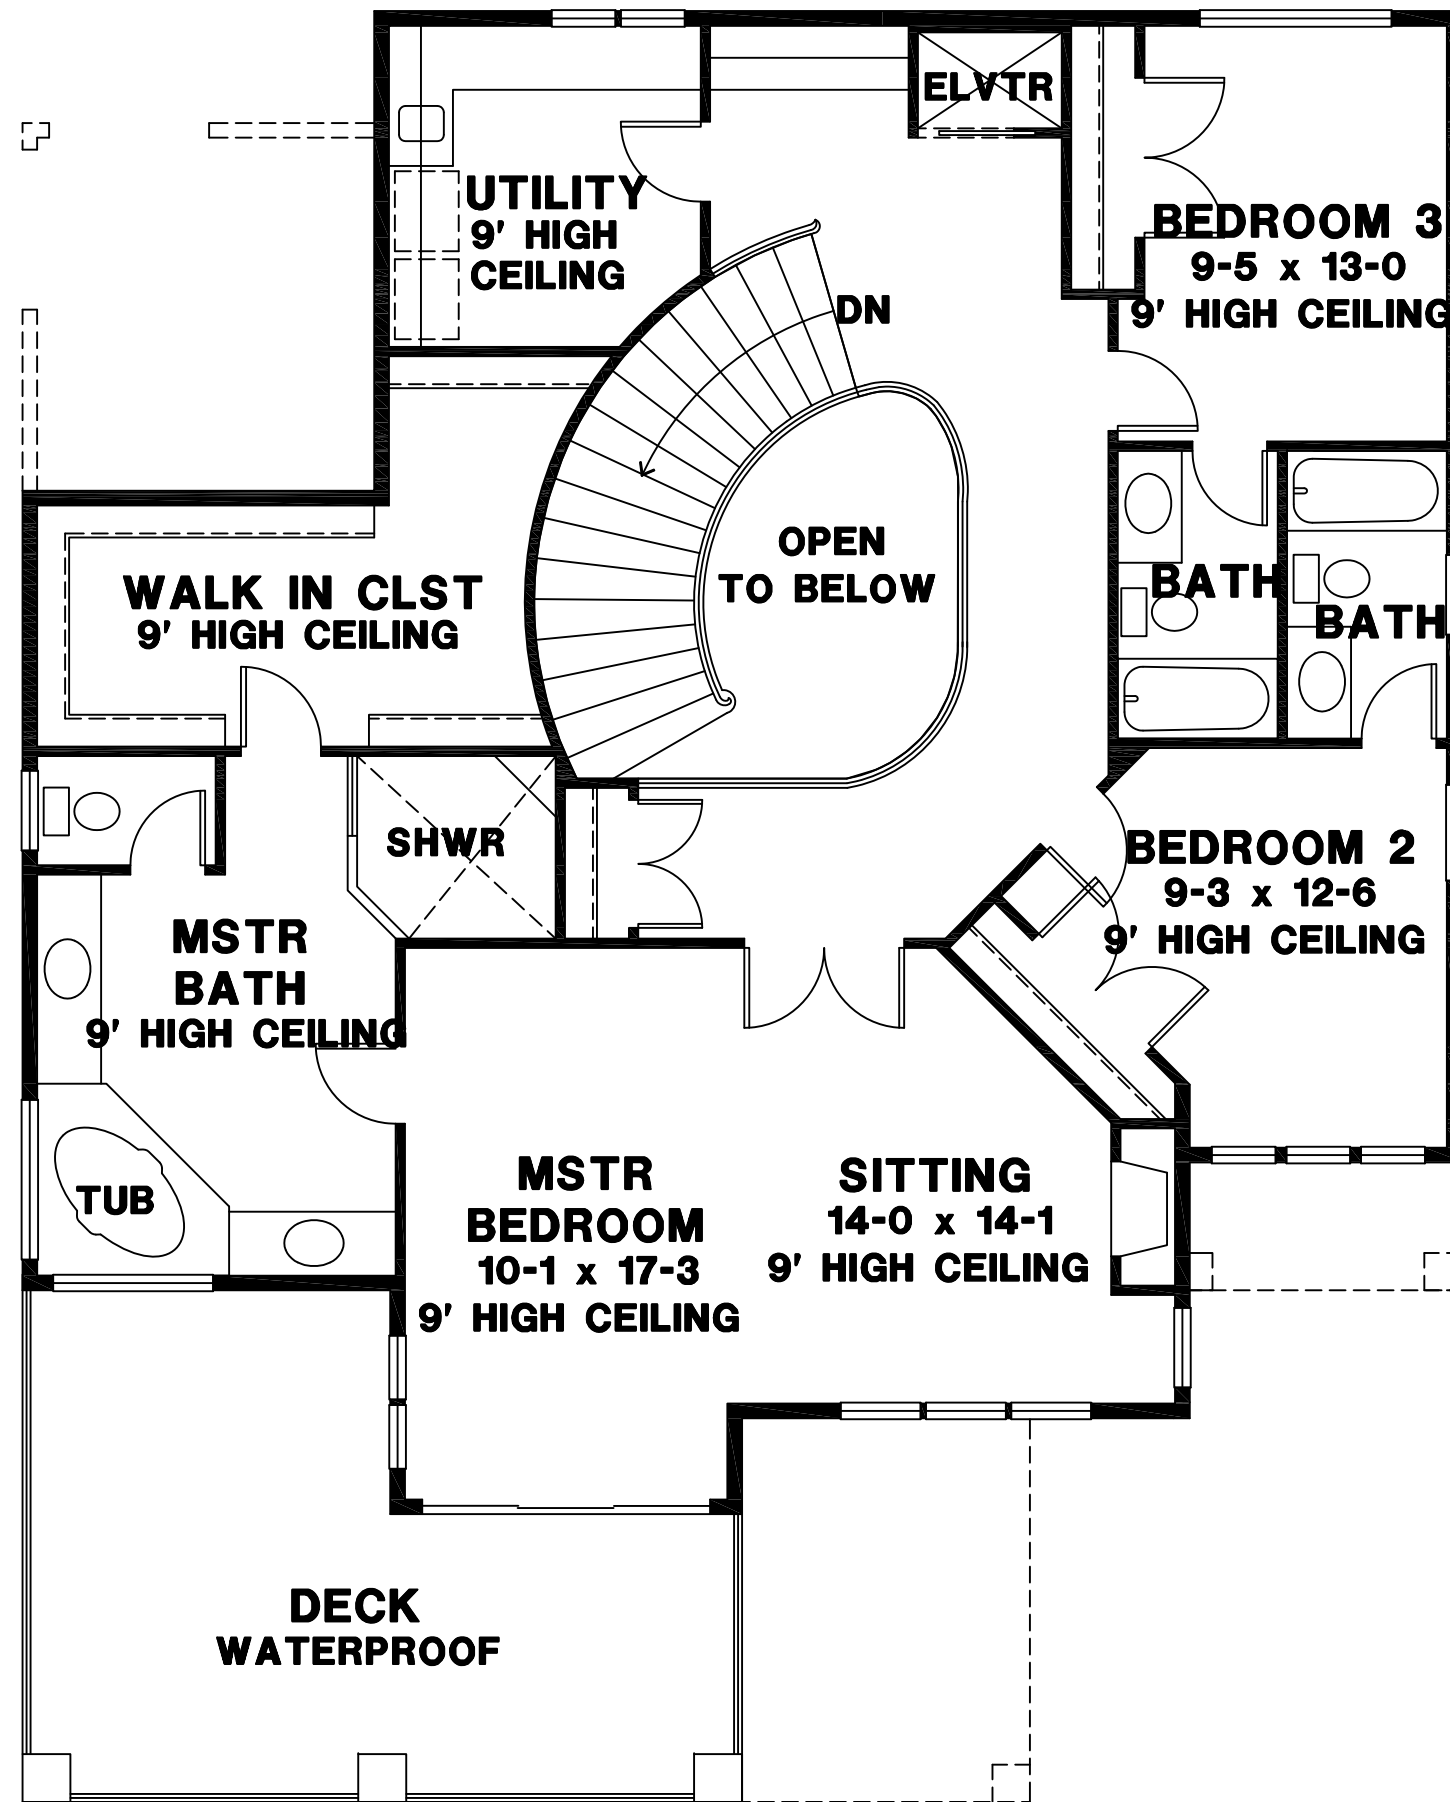 ELVTR
UTILITY
9' HIGH
CEILING
BEDROOM 3
9-5 x 13-0
9' HIGH CEILING
DN
OPEN
TO BELOW
WALK IN CLST
9' HIGH CEILING
BATH
BATH
SHWR
BEDROOM 2
9-3 x 12-6
9' HIGH CEILING
MSTR
BATH
9' HIGH CEILING
TUB
MSTR
BEDROOM
10-1 x 17-3
9' HIGH CEILING
SITTING
14-0 x 14-1
9' HIGH CEILING
DECK
WATERPROOF